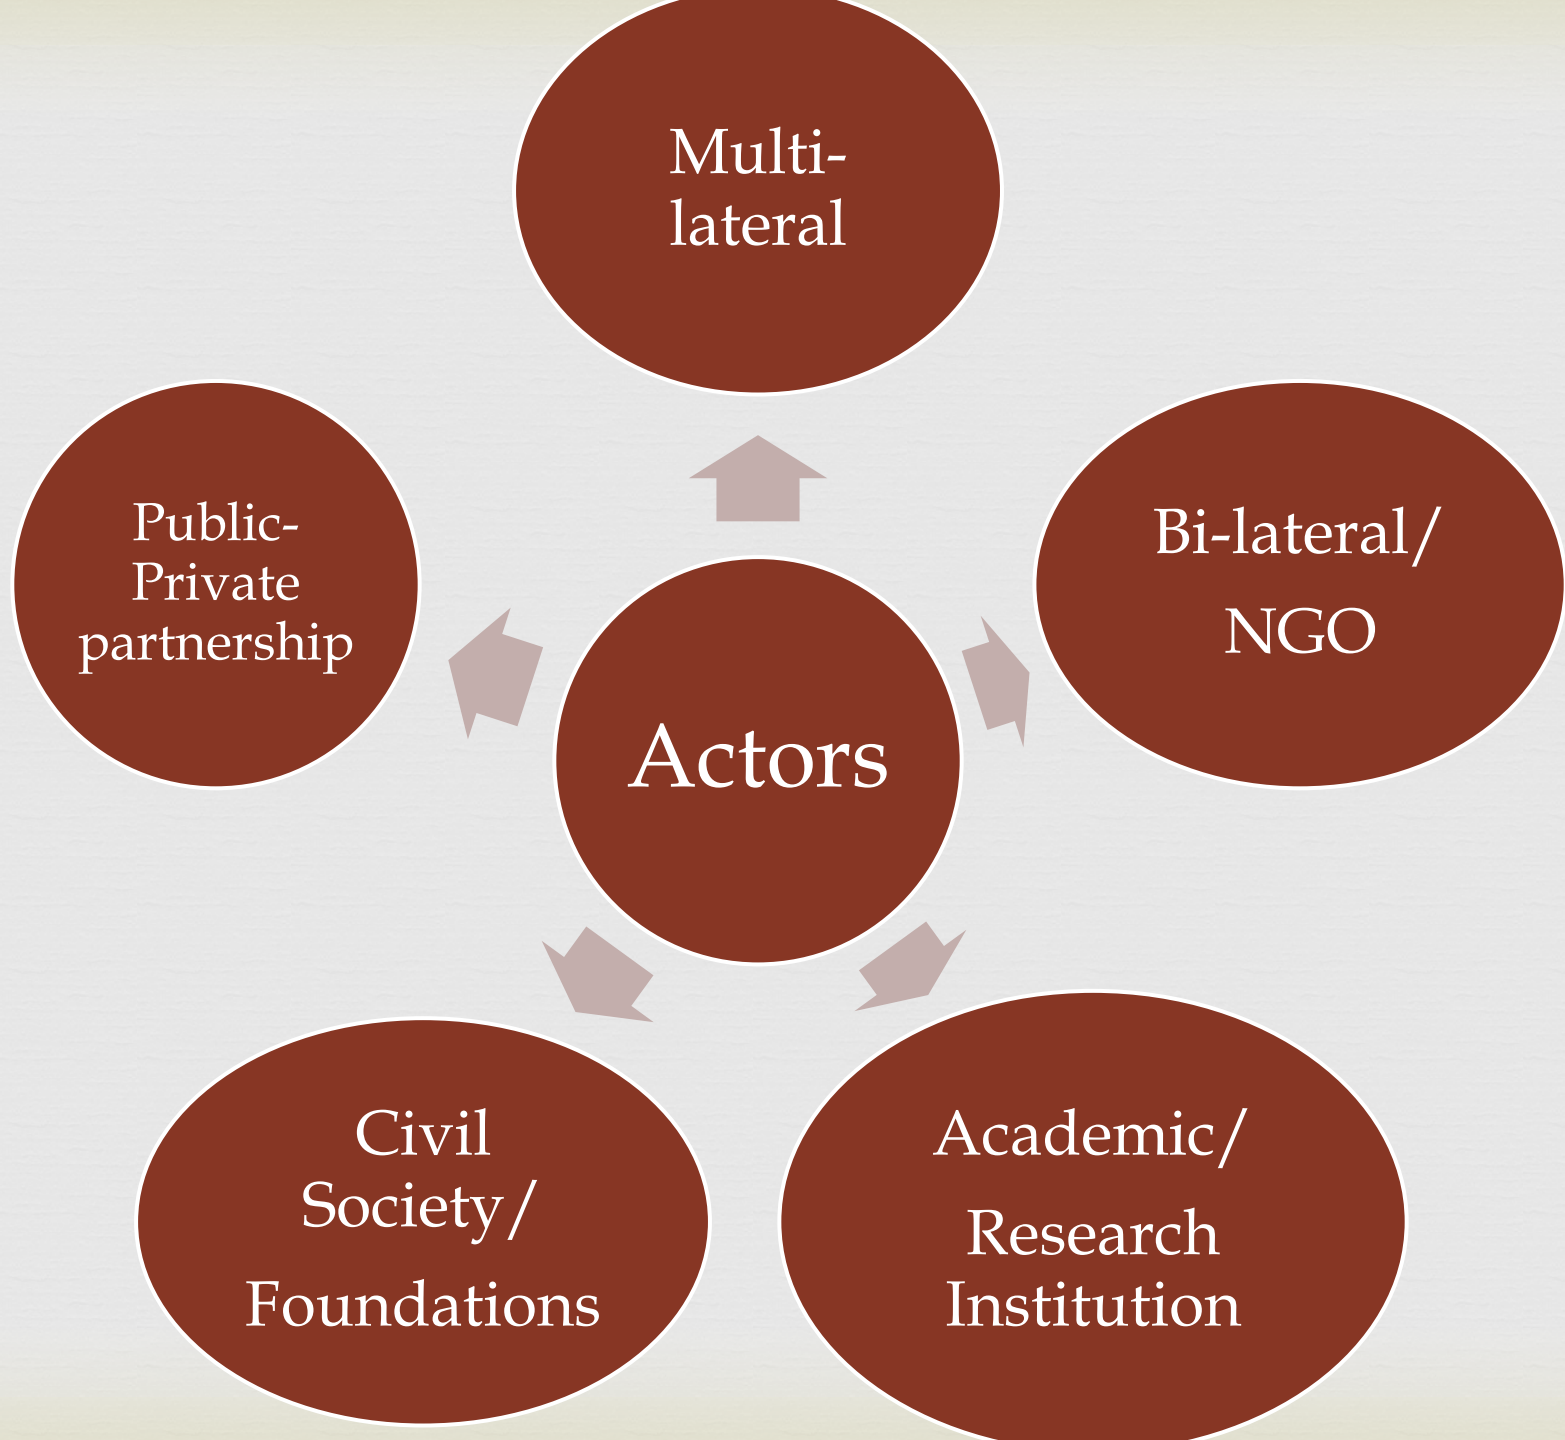 Multi-
lateral
Public-
Private
partnership
Bi-lateral/
NGO
Actors
Civil
Society/
Foundations
Academic/
Research
Institution